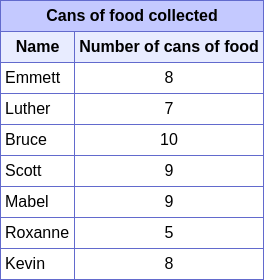 Cans of food collected
Name Number of cans of food
Emmett 8
Luther 7
Bruce 10
Scott 9
Mabel 9
Roxanne 5
Kevin 8